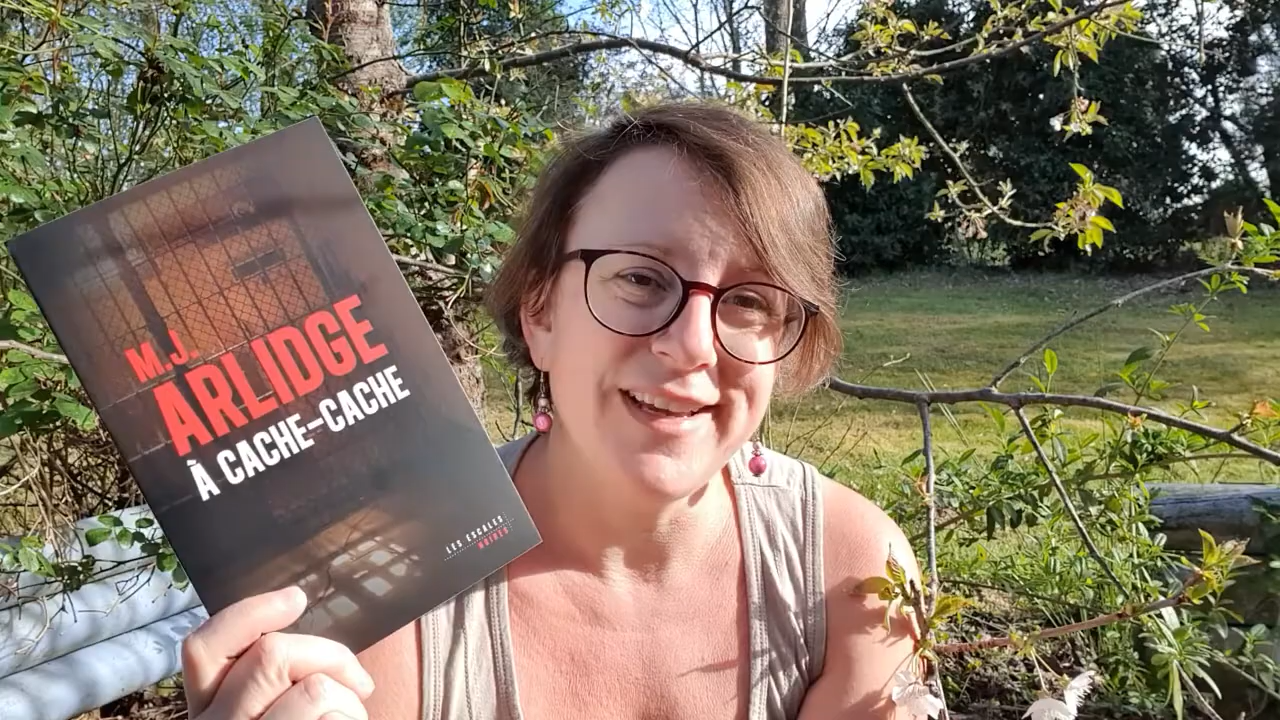 M.J.
ARLIDGE
À CACHE-CACHE
LES ESCALES
NOIRES